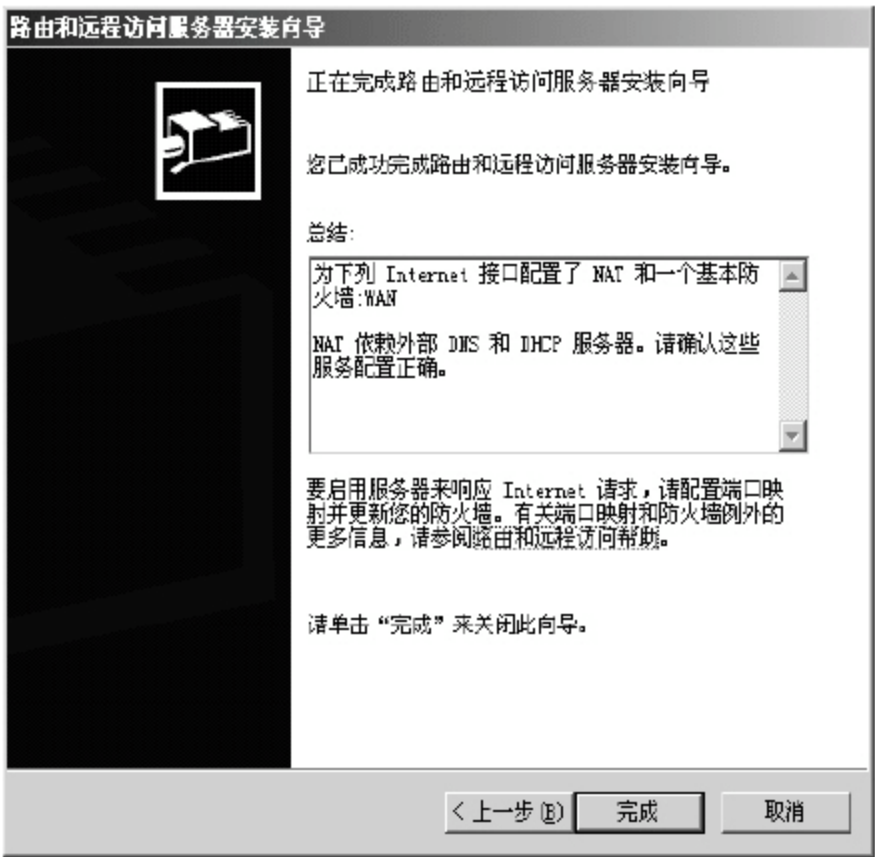 路由和远程访问服务器安装向导
正在完成路由和远程访问服务器安装向导
您已成功完成路由和远程访问服务器安装向导。
总结:
为下列 Internet 接口配置了 NAT 和一个基本防
火墙:WAN
NAT 依赖外部 DNS 和 DHCP 服务器。请确认这些
服务配置正确。
要启用服务器来响应 Internet 请求，请配置端口映
射并更新您的防火墙。有关端口映射和防火墙例外的
更多信息，请参阅路由和远程访问帮助。
请单击“完成”来关闭此向导。
< 上一步(B)
完成
取消